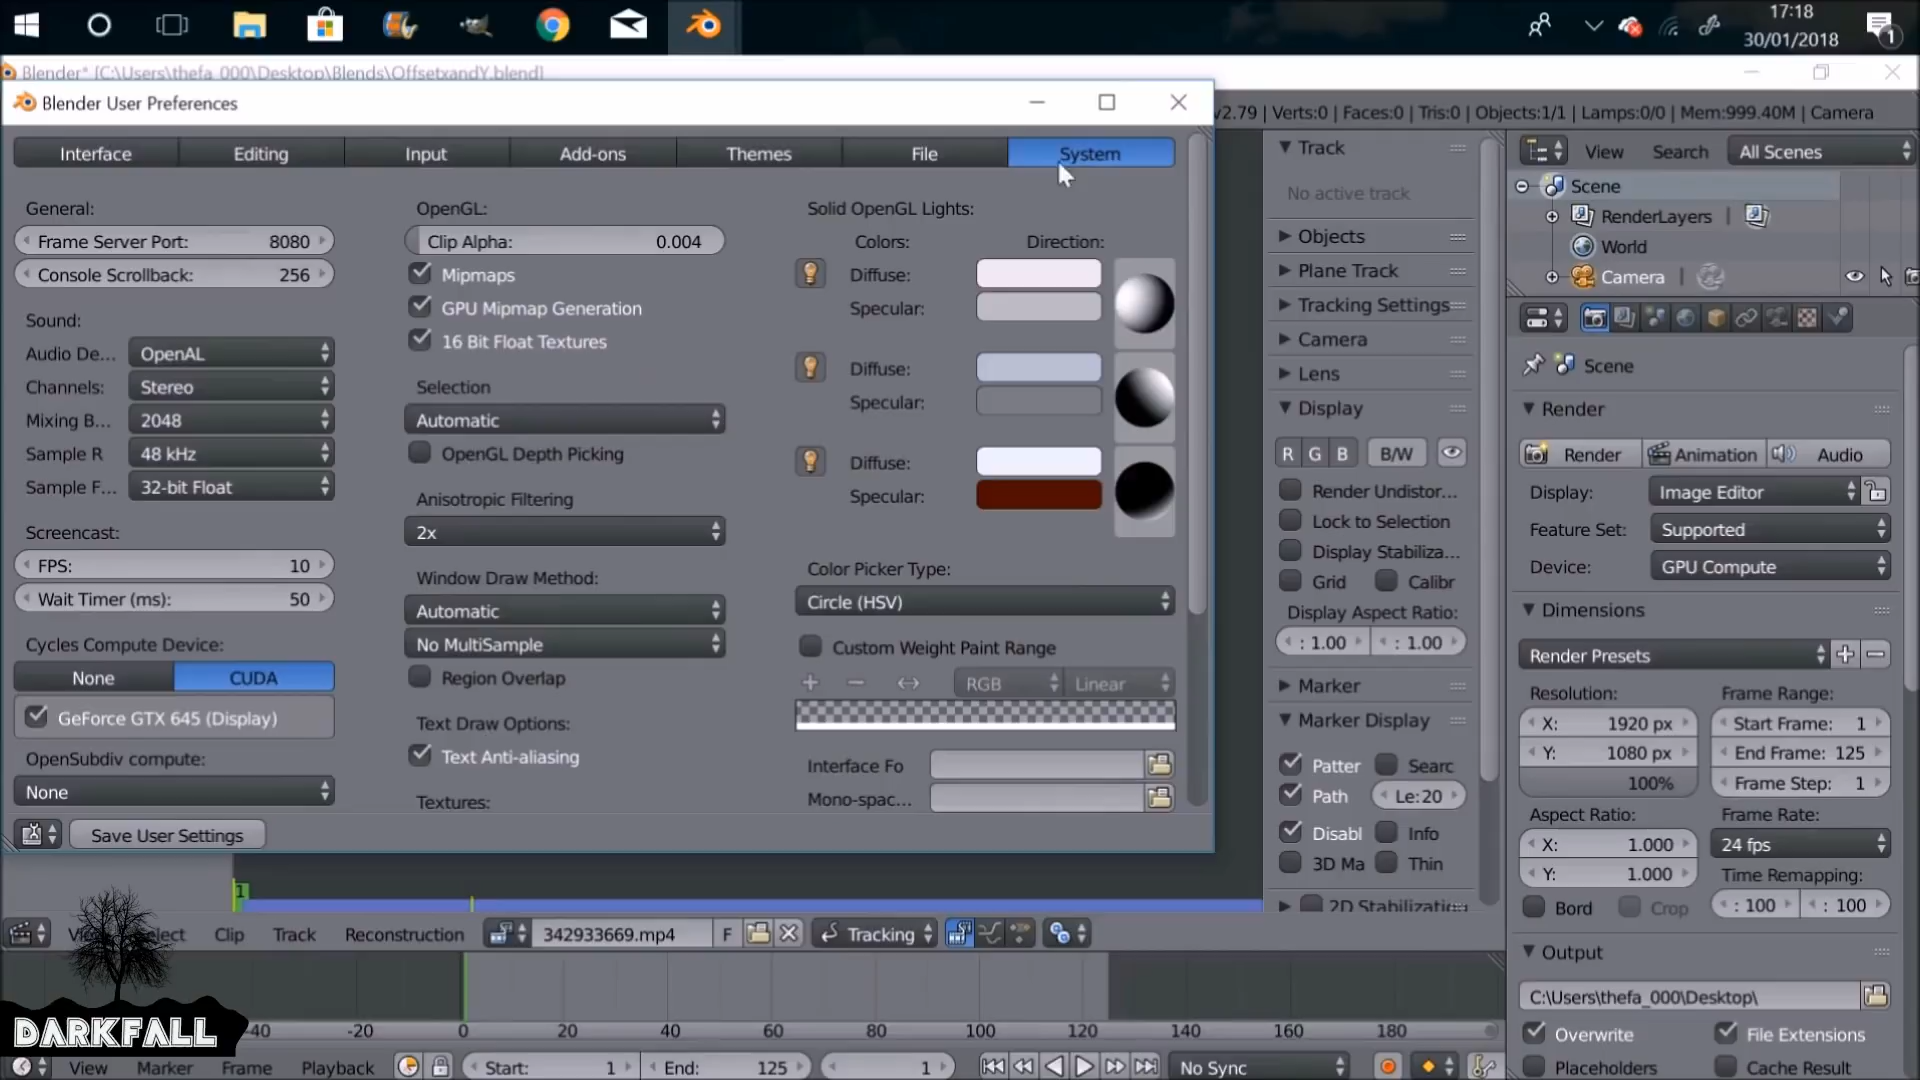 17:18
30/01/2018
1
Blender* [C:\Users\thefa_000\Desktop\Blends\OffsetxandY.blend]
Blender User Preferences
v2.79 | Verts:0 | Faces:0 | Tris:0 | Objects:1/1 | Lamps:0/0 | Mem:999.40M | Camera
Interface
Editing
Input
Add-ons
Themes
File
System
General:
Frame Server Port: 8080
Console Scrollback: 256
Sound:
Audio De... OpenAL
Channels: Stereo
Mixing B... 2048
Sample R 48 kHz
Sample F... 32-bit Float
Screencast:
FPS: 10
Wait Timer (ms): 50
Cycles Compute Device:
None
CUDA
GeForce GTX 645 (Display)
OpenSubdiv compute:
None
Save User Settings
OpenGL:
Clip Alpha: 0.004
Mipmaps
GPU Mipmap Generation
16 Bit Float Textures
Selection
Automatic
OpenGL Depth Picking
Anisotropic Filtering
2x
Window Draw Method:
Automatic
No MultiSample
Region Overlap
Text Draw Options:
Text Anti-aliasing
Textures:
Solid OpenGL Lights:
Colors: Direction:
Diffuse:
Specular:
Diffuse:
Specular:
Diffuse:
Specular:
Color Picker Type:
Circle (HSV)
Custom Weight Paint Range
RGB
Linear
Interface Fo
Mono-spac...
Track
No active track
Objects
Plane Track
Tracking Settings
Camera
Lens
Display
R G B B/W
Render Undistor...
Lock to Selection
Display Stabiliza...
Grid Calibr
Display Aspect Ratio:
: 1.00 : 1.00
Marker
Marker Display
Patter Searc
Path Le:20
Disabl Info
3D Ma Thin
2D Stabilization
View Search All Scenes
Scene
RenderLayers |
World
Camera |
Scene
Render
Render Animation Audio
Display: Image Editor
Feature Set: Supported
Device: GPU Compute
Dimensions
Render Presets
Resolution: Frame Range:
X: 1920 px Start Frame: 1
Y: 1080 px End Frame: 125
100% Frame Step: 1
Aspect Ratio: Frame Rate:
X: 1.000 24 fps
Y: 1.000 Time Remapping:
Bord Crop : 100 : 100
Output
C:\Users\thefa_000\Desktop\
Overwrite File Extensions
Placeholders Cache Result
1
Clip Track Reconstruction 342933669.mp4 F Tracking
-40 -20 0 20 40 60 80 100 120 140 160 180
DARKFALL
View Marker Frame Playback Start: 1 End: 125 1 No Sync